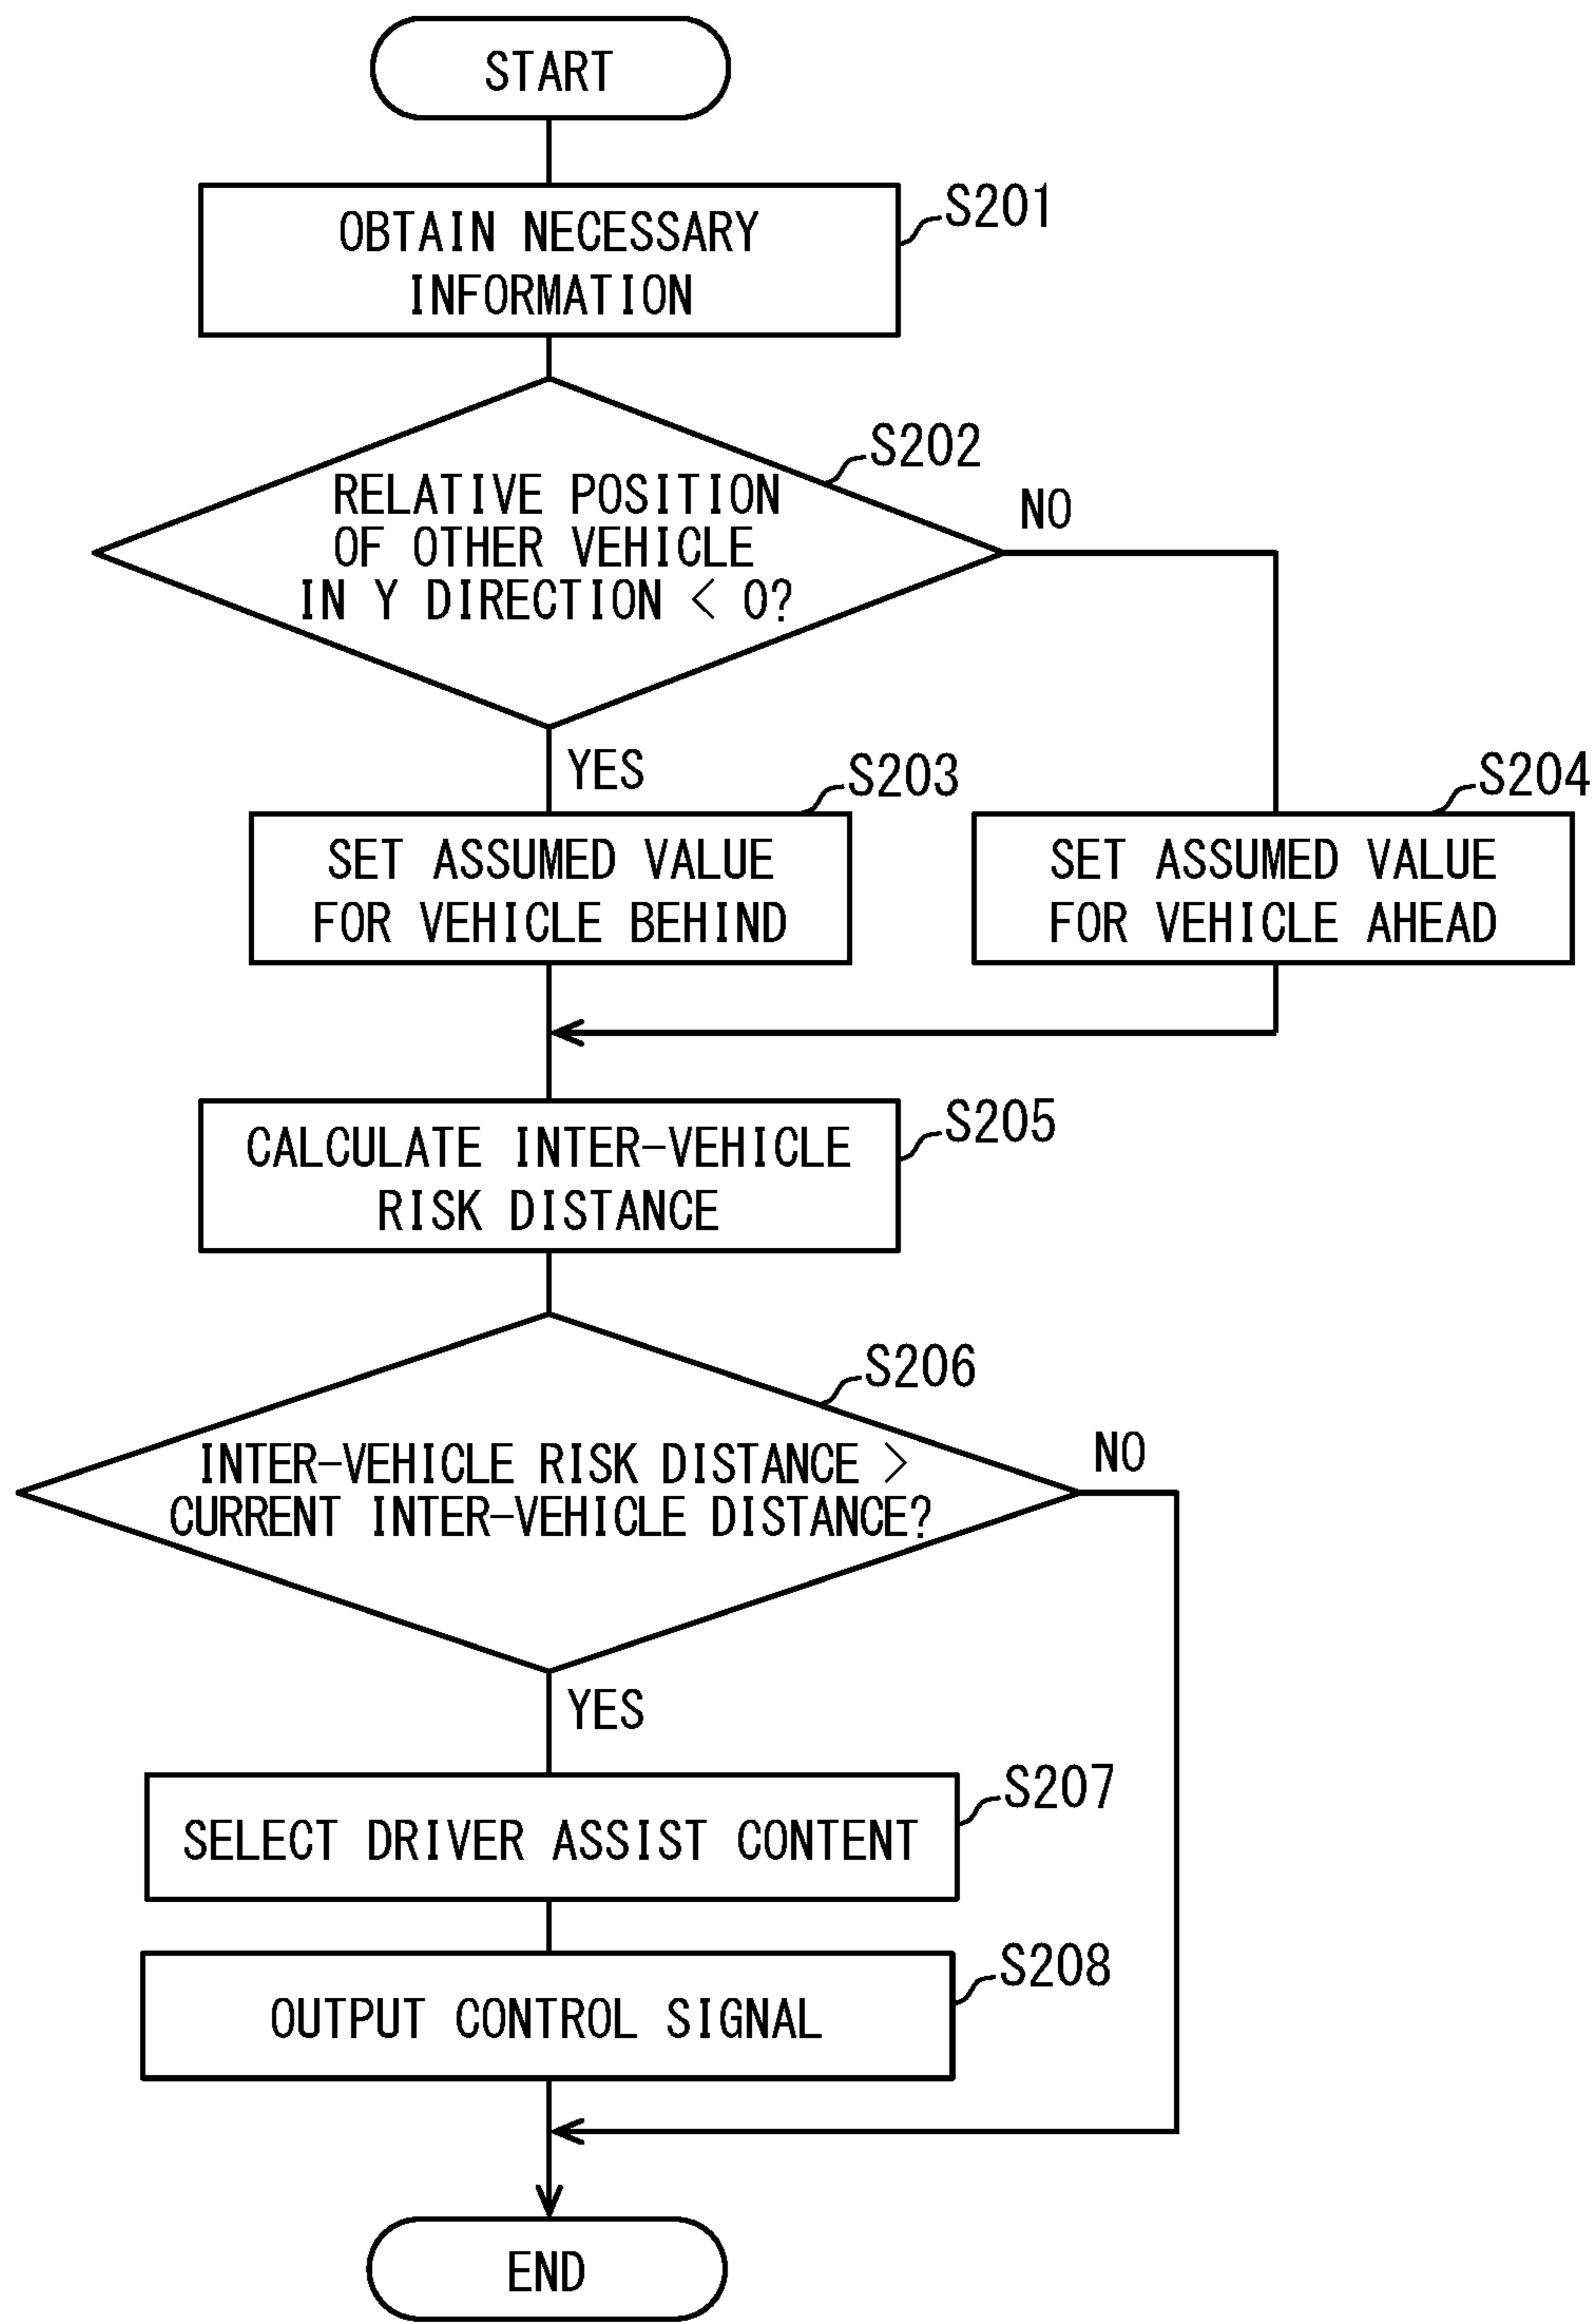 START
OBTAIN NECESSARY
INFORMATION
S201
S202
RELATIVE POSITION
OF OTHER VEHICLE
IN Y DIRECTION < 0?
NO
YES
S203
SET ASSUMED VALUE
FOR VEHICLE BEHIND
S204
SET ASSUMED VALUE
FOR VEHICLE AHEAD
S205
CALCULATE INTER-VEHICLE
RISK DISTANCE
S206
INTER-VEHICLE RISK DISTANCE >
CURRENT INTER-VEHICLE DISTANCE?
NO
YES
S207
SELECT DRIVER ASSIST CONTENT
S208
OUTPUT CONTROL SIGNAL
END